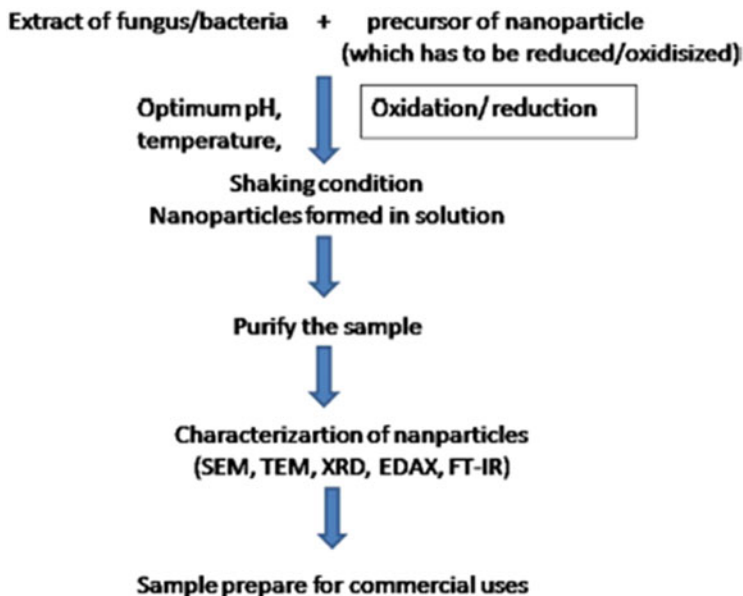 Extract of fungus/bacteria + precursor of nanoparticle
(which has to be reduced/oxidisized)
Optimum pH,
temperature,
Oxidation/reduction
Shaking condition
Nanoparticles formed in solution
Purify the sample
Characterizartion of nanparticles
(SEM, TEM, XRD, EDAX, FT-IR)
Sample prepare for commercial uses